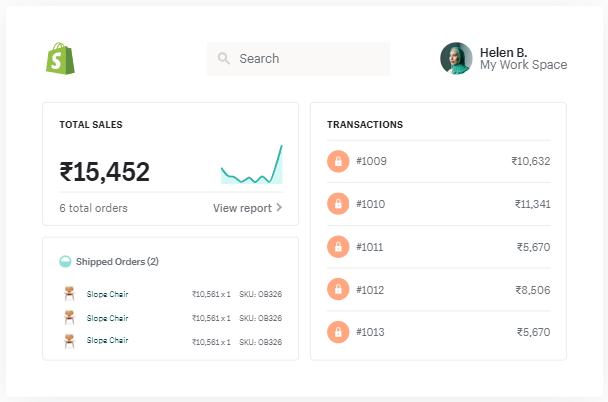 Search
Helen B.
My Work Space
TOTAL SALES
₹15,452
6 total orders
View report
Shipped Orders (2)
Slope Chair ₹10,561 x 1 SKU: OB326
Slope Chair ₹10,561 x 1 SKU: OB326
Slope Chair ₹10,561 x 1 SKU: OB326
TRANSACTIONS
#1009 ₹10,632
#1010 ₹11,341
#1011 ₹5,670
#1012 ₹8,506
#1013 ₹5,670